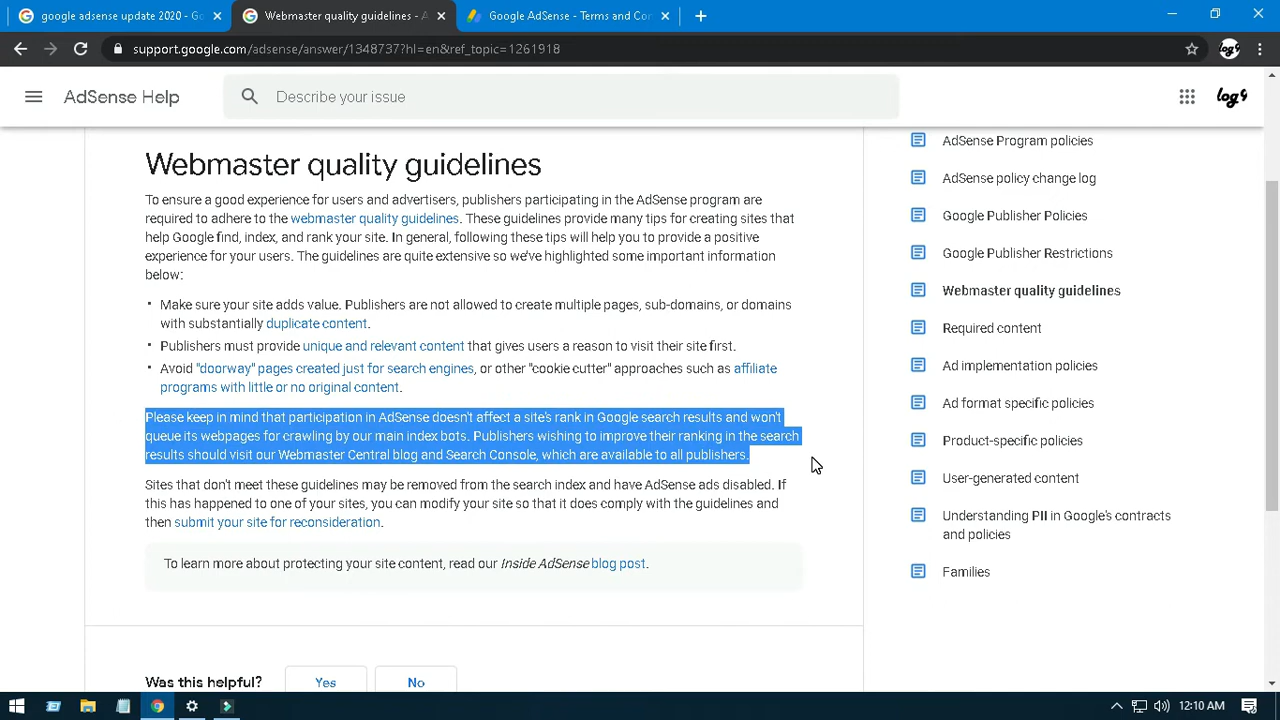 google adsense update 2020 - Go
Webmaster quality guidelines - A
Google AdSense - Terms and Con
support.google.com/adsense/answer/1348737?hl=en&ref_topic=1261918
log9
AdSense Help
Describe your issue
log9
Webmaster quality guidelines
To ensure a good experience for users and advertisers, publishers participating in the AdSense program are
required to adhere to the webmaster quality guidelines. These guidelines provide many tips for creating sites that
help Google find, index, and rank your site. In general, following these tips will help you to provide a positive
experience for your users. The guidelines are quite extensive so we've highlighted some important information
below:
• Make sure your site adds value. Publishers are not allowed to create multiple pages, sub-domains, or domains
with substantially duplicate content.
• Publishers must provide unique and relevant content that gives users a reason to visit their site first.
• Avoid "doorway" pages created just for search engines, or other "cookie cutter" approaches such as affiliate
programs with little or no original content.
Please keep in mind that participation in AdSense doesn't affect a site's rank in Google search results and won't
queue its webpages for crawling by our main index bots. Publishers wishing to improve their ranking in the search
results should visit our Webmaster Central blog and Search Console, which are available to all publishers.
Sites that don't meet these guidelines may be removed from the search index and have AdSense ads disabled. If
this has happened to one of your sites, you can modify your site so that it does comply with the guidelines and
then submit your site for reconsideration.
To learn more about protecting your site content, read our Inside AdSense blog post.
Was this helpful?
Yes
No
AdSense Program policies
AdSense policy change log
Google Publisher Policies
Google Publisher Restrictions
Webmaster quality guidelines
Required content
Ad implementation policies
Ad format specific policies
Product-specific policies
User-generated content
Understanding PII in Google's contracts
and policies
Families
12:10 AM